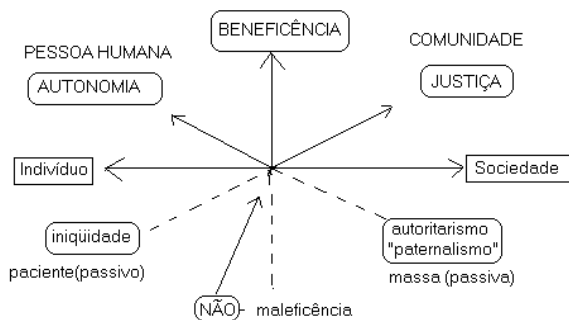 BENEFICÊNCIA
PESSOA HUMANA
COMUNIDADE
AUTONOMIA
JUSTIÇA
Indivíduo
Sociedade
iniqüidade
autoritarismo
"paternalismo"
paciente(passivo)
massa (passiva)
NÃO - maleficência